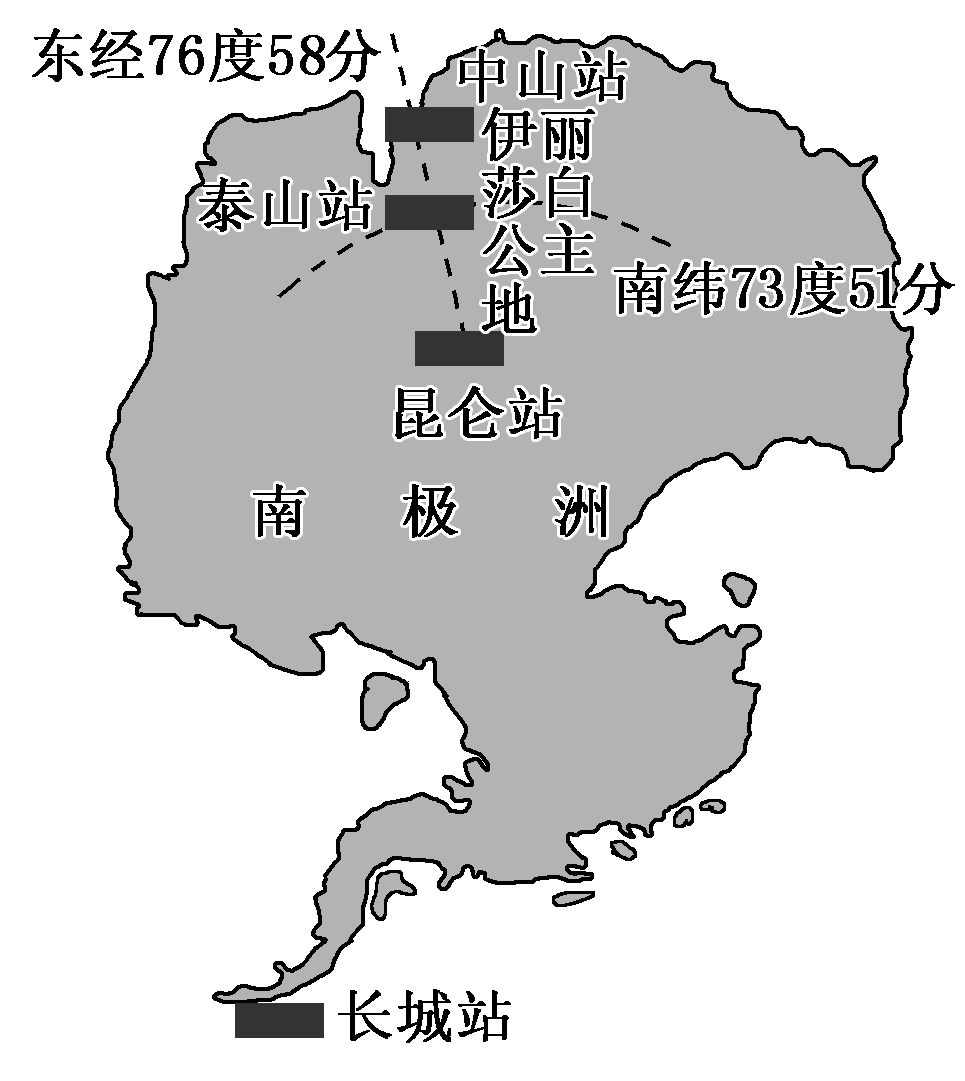 东经76度58分
中山站
伊丽
莎白
公主
地
泰山站
南纬73度51分
昆仑站
南极洲
长城站